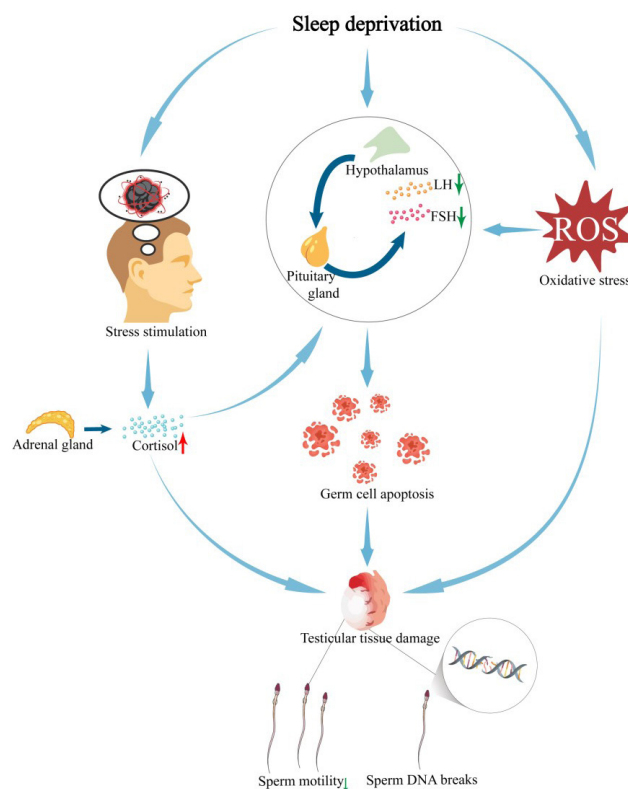 Sleep deprivation
Hypothalamus
LH
FSH
Pituitary
gland
ROS
Oxidative stress
Stress stimulation
Adrenal gland
Cortisol
Germ cell apoptosis
Testicular tissue damage
Sperm motility
Sperm DNA breaks